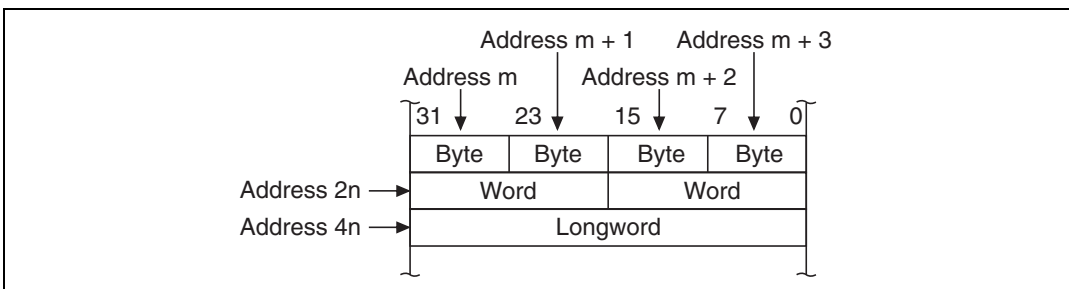 Address m + 1 Address m + 3
Address m Address m + 2
31 23 15 7 0
Byte Byte Byte Byte
Address 2n Word Word
Address 4n Longword